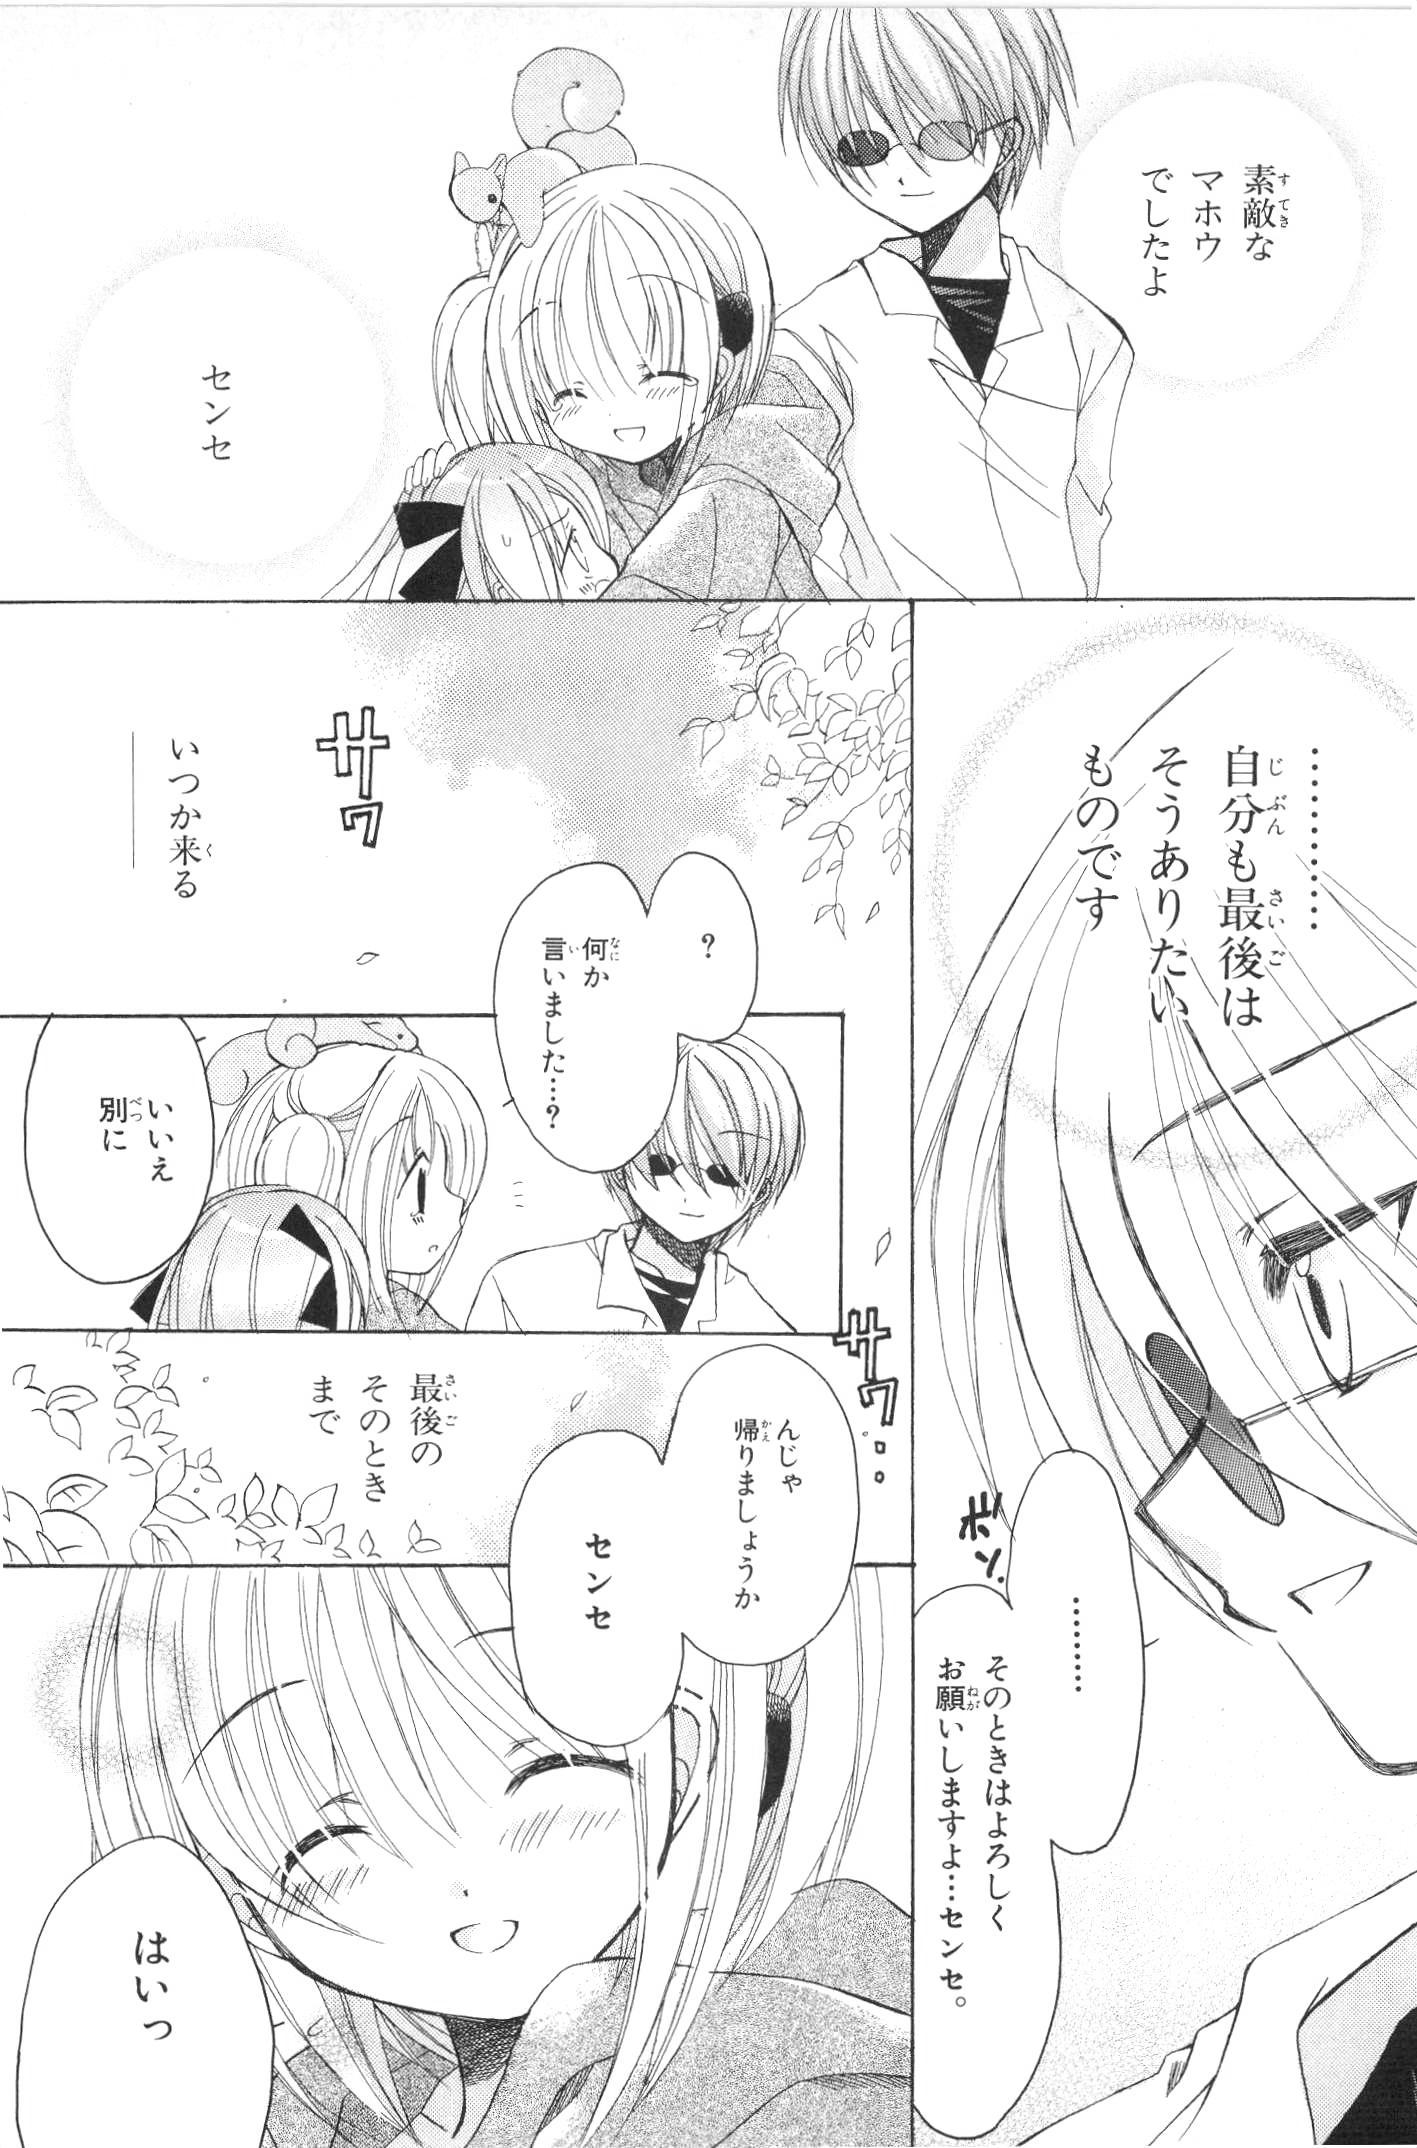 素敵な
マホウ
でしたよ
センセ
…………
自分も最後は
そうありたい
ものです
………
ボソ
そのときはよろしく
お願いしますよ…センセ。
サワ
？
何か
言いました…？
いつか来る
――
いいえ
別に
サワ‥
んじゃ
帰りましょうか
センセ
最後の
そのとき
まで
はいっ